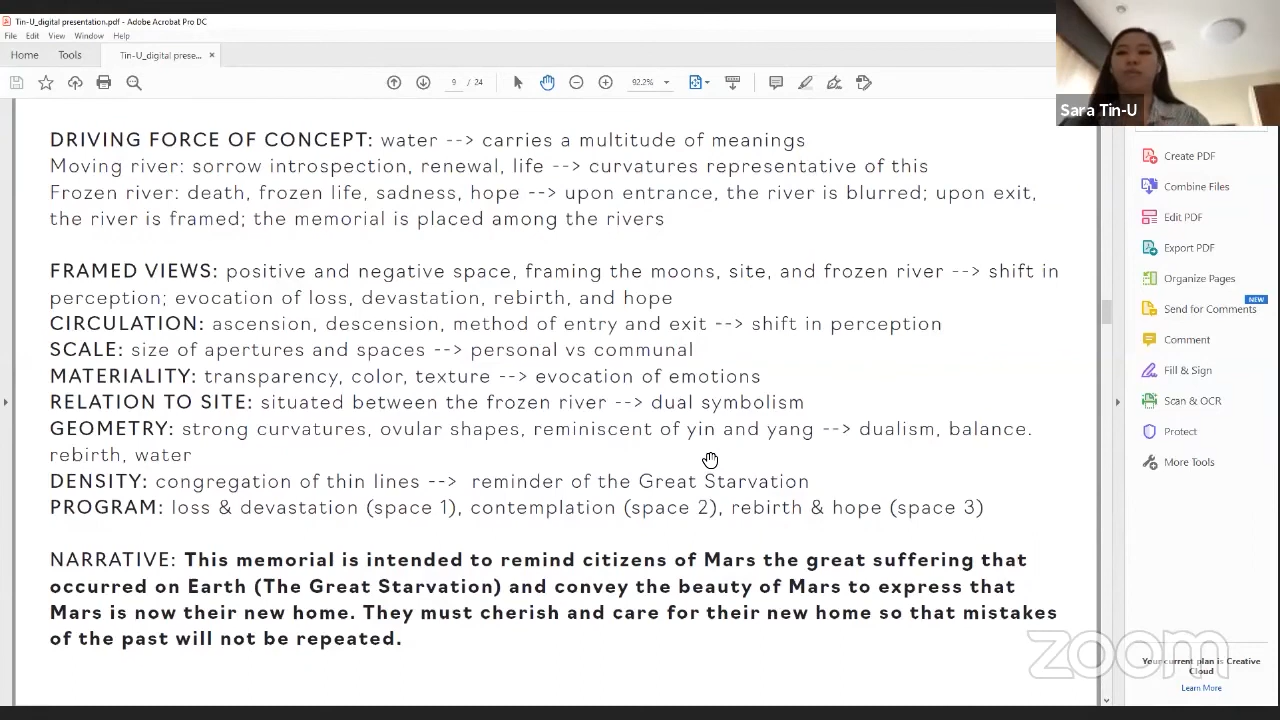 Tin-U_digital presentation.pdf - Adobe Acrobat Pro DC
File Edit View Window Help
Home Tools Tin-U_digital prese... ×
9 / 24 92.2%
Sara Tin-U
DRIVING FORCE OF CONCEPT: water --> carries a multitude of meanings
Moving river: sorrow introspection, renewal, life --> curvatures representative of this
Frozen river: death, frozen life, sadness, hope --> upon entrance, the river is blurred; upon exit,
the river is framed; the memorial is placed among the rivers
FRAMED VIEWS: positive and negative space, framing the moons, site, and frozen river --> shift in
perception; evocation of loss, devastation, rebirth, and hope
CIRCULATION: ascension, descension, method of entry and exit --> shift in perception
SCALE: size of apertures and spaces --> personal vs communal
MATERIALITY: transparency, color, texture --> evocation of emotions
RELATION TO SITE: situated between the frozen river --> dual symbolism
GEOMETRY: strong curvatures, ovular shapes, reminiscent of yin and yang --> dualism, balance.
rebirth, water
DENSITY: congregation of thin lines --> reminder of the Great Starvation
PROGRAM: loss & devastation (space 1), contemplation (space 2), rebirth & hope (space 3)
NARRATIVE: This memorial is intended to remind citizens of Mars the great suffering that
occurred on Earth (The Great Starvation) and convey the beauty of Mars to express that
Mars is now their new home. They must cherish and care for their new home so that mistakes
of the past will not be repeated.
Create PDF
Combine Files
Edit PDF
Export PDF
Organize Pages
NEW
Send for Comments
Comment
Fill & Sign
Scan & OCR
Protect
More Tools
zoom
Your current plan is Creative
Cloud
Learn More